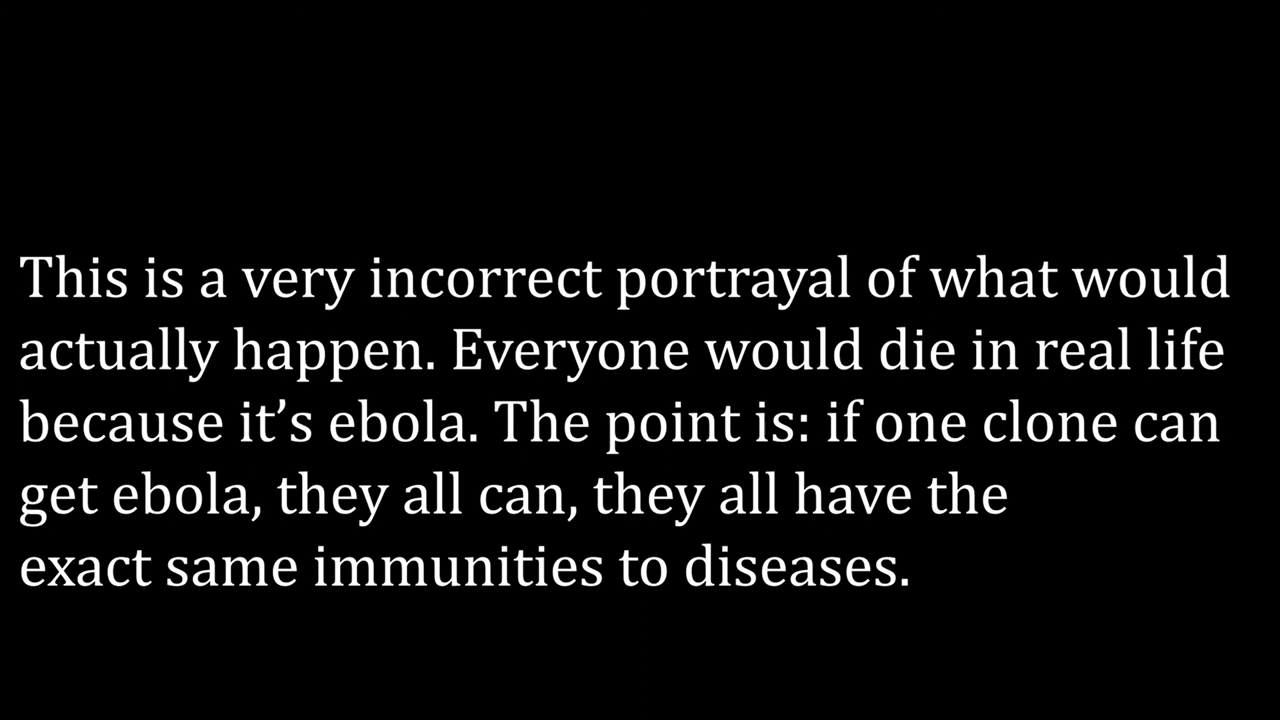 This is a very incorrect portrayal of what would
actually happen. Everyone would die in real life
because it’s ebola. The point is: if one clone can
get ebola, they all can, they all have the
exact same immunities to diseases.